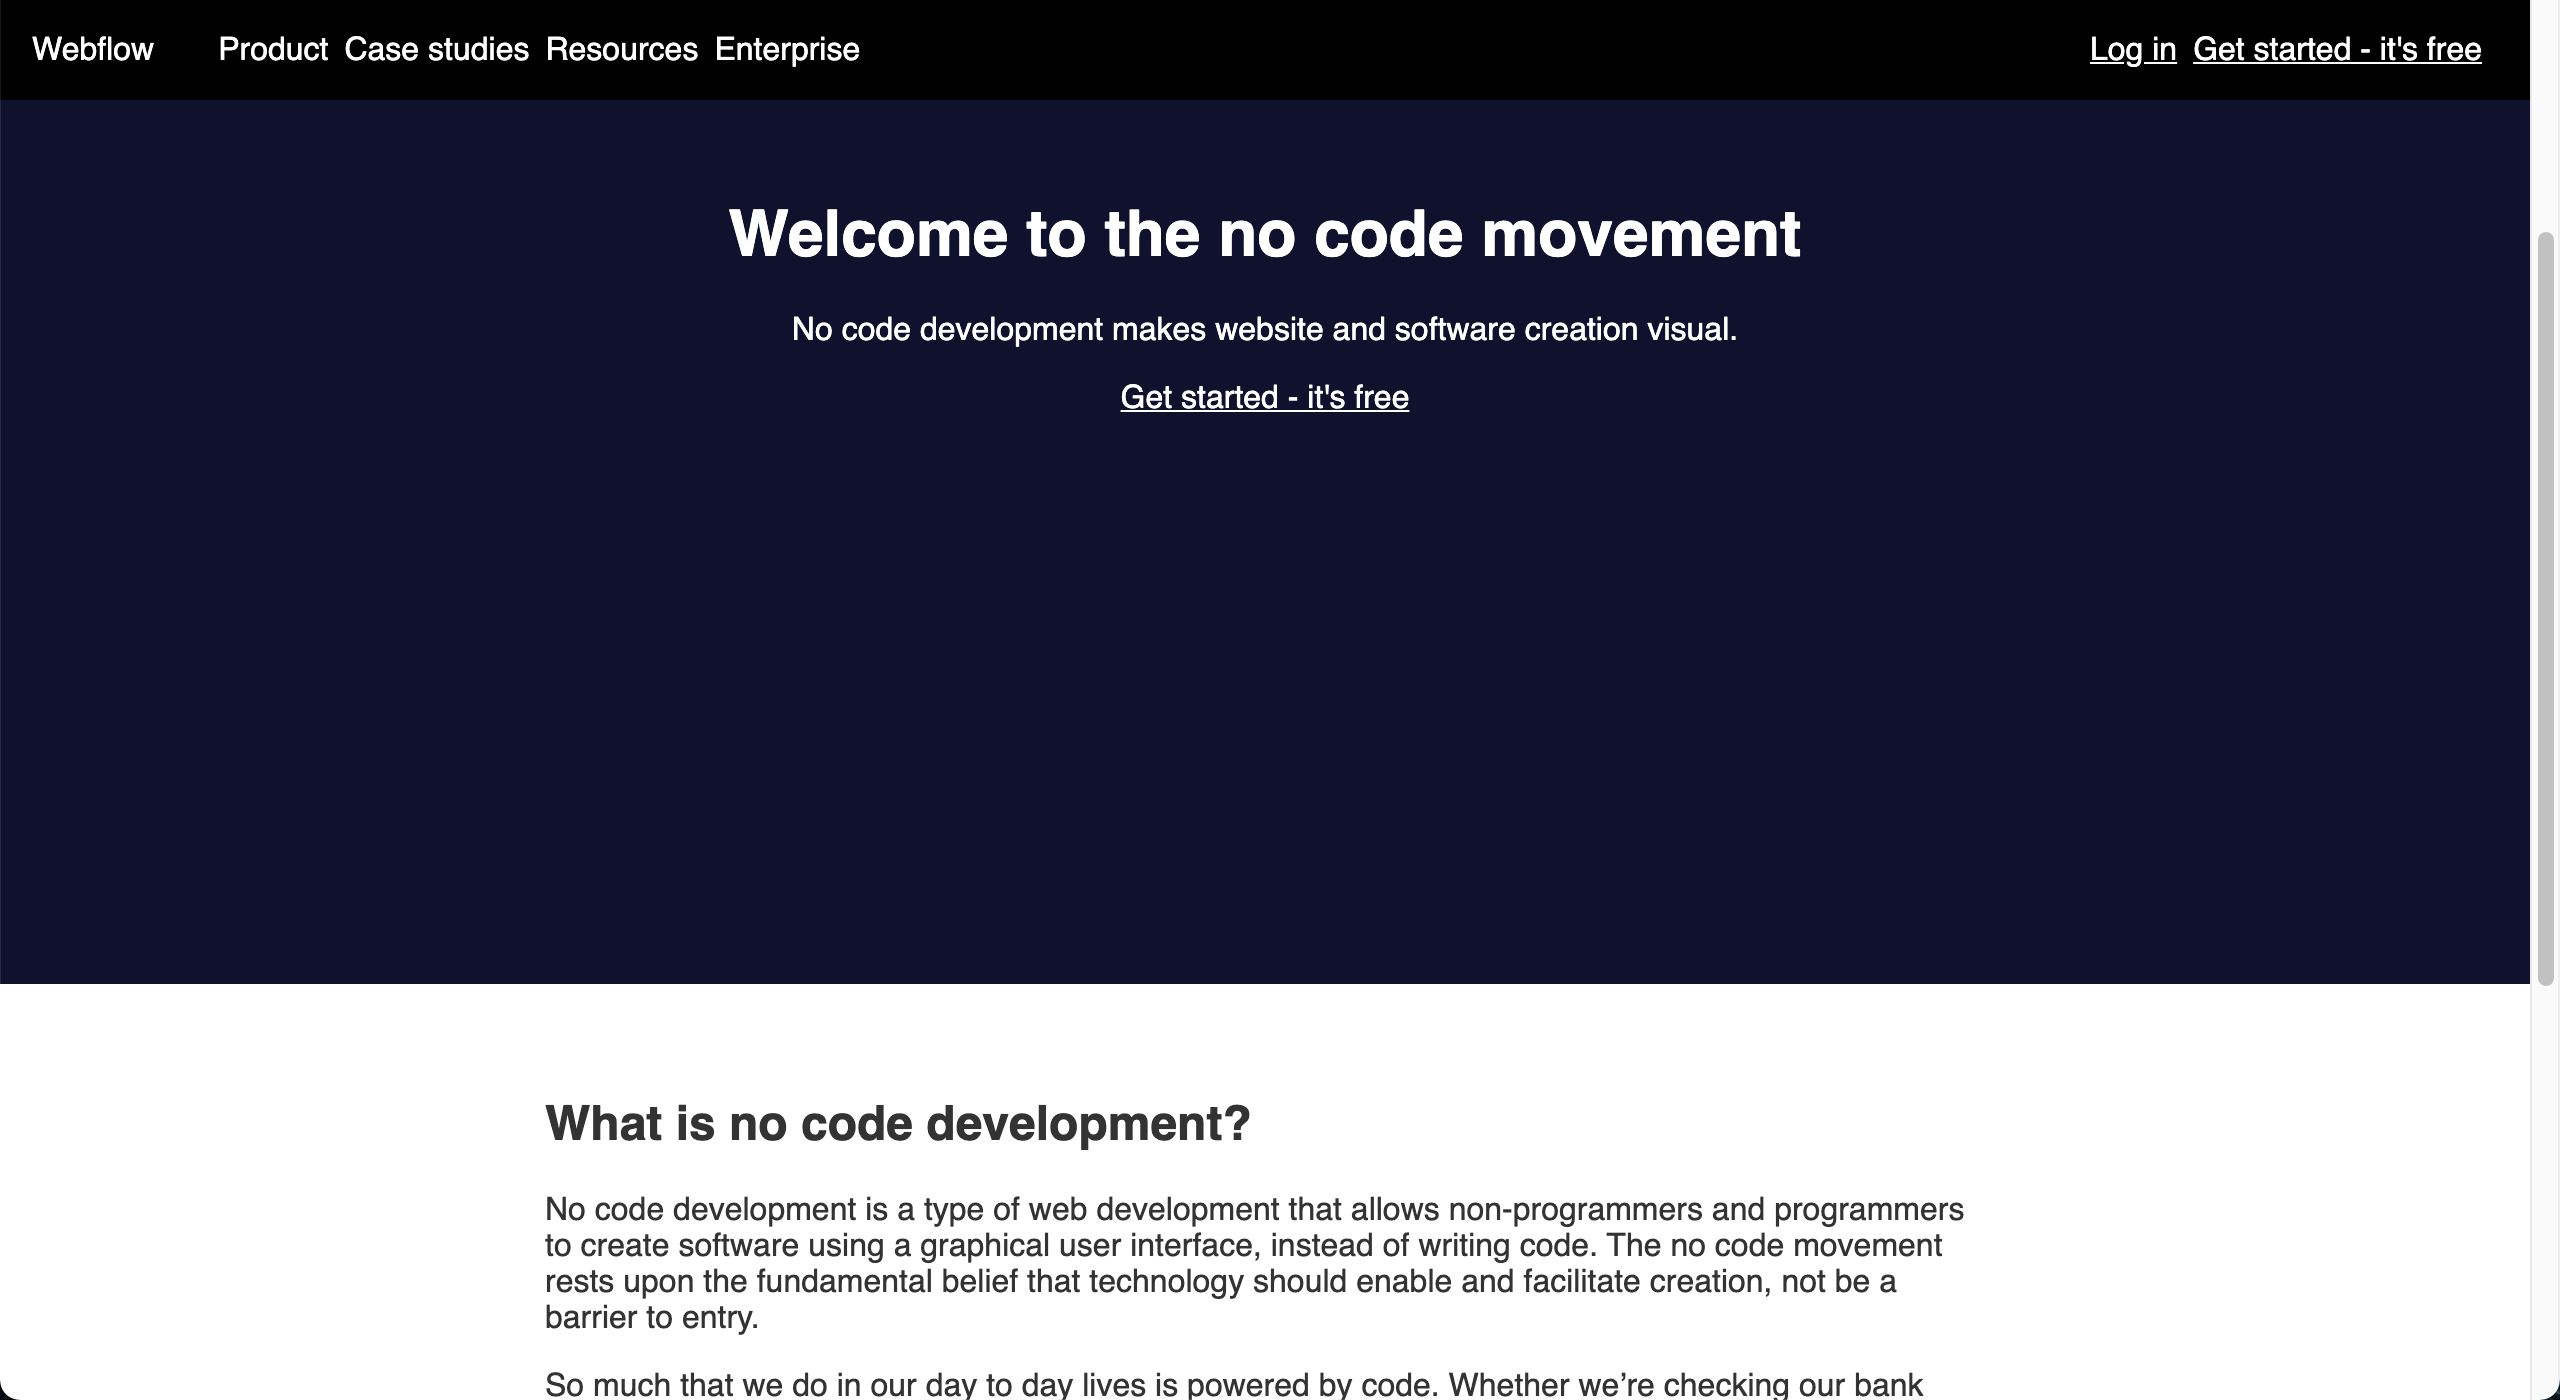 Webflow Product Case studies Resources Enterprise Log in Get started - it's free
Welcome to the no code movement
No code development makes website and software creation visual.
Get started - it's free
What is no code development?
No code development is a type of web development that allows non-programmers and programmers
to create software using a graphical user interface, instead of writing code. The no code movement
rests upon the fundamental belief that technology should enable and facilitate creation, not be a
barrier to entry.
So much that we do in our day to day lives is powered by code. Whether we’re checking our bank